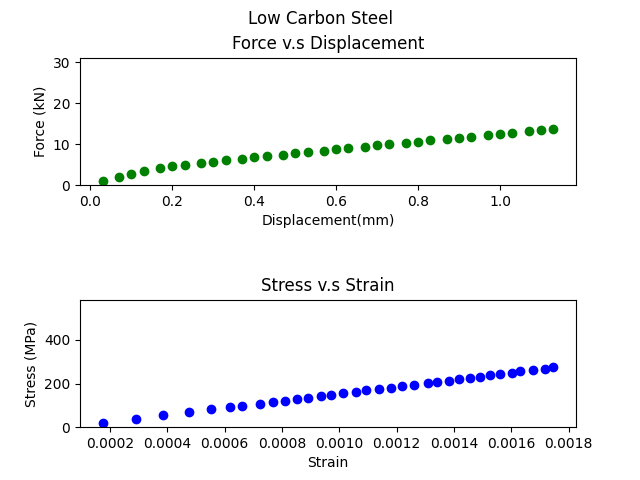 Low Carbon Steel
Force v.s Displacement
30
20
10
0
Force (kN)
0.0 0.2 0.4 0.6 0.8 1.0
Displacement(mm)
Stress v.s Strain
400
200
0
Stress (MPa)
0.0002 0.0004 0.0006 0.0008 0.0010 0.0012 0.0014 0.0016 0.0018
Strain